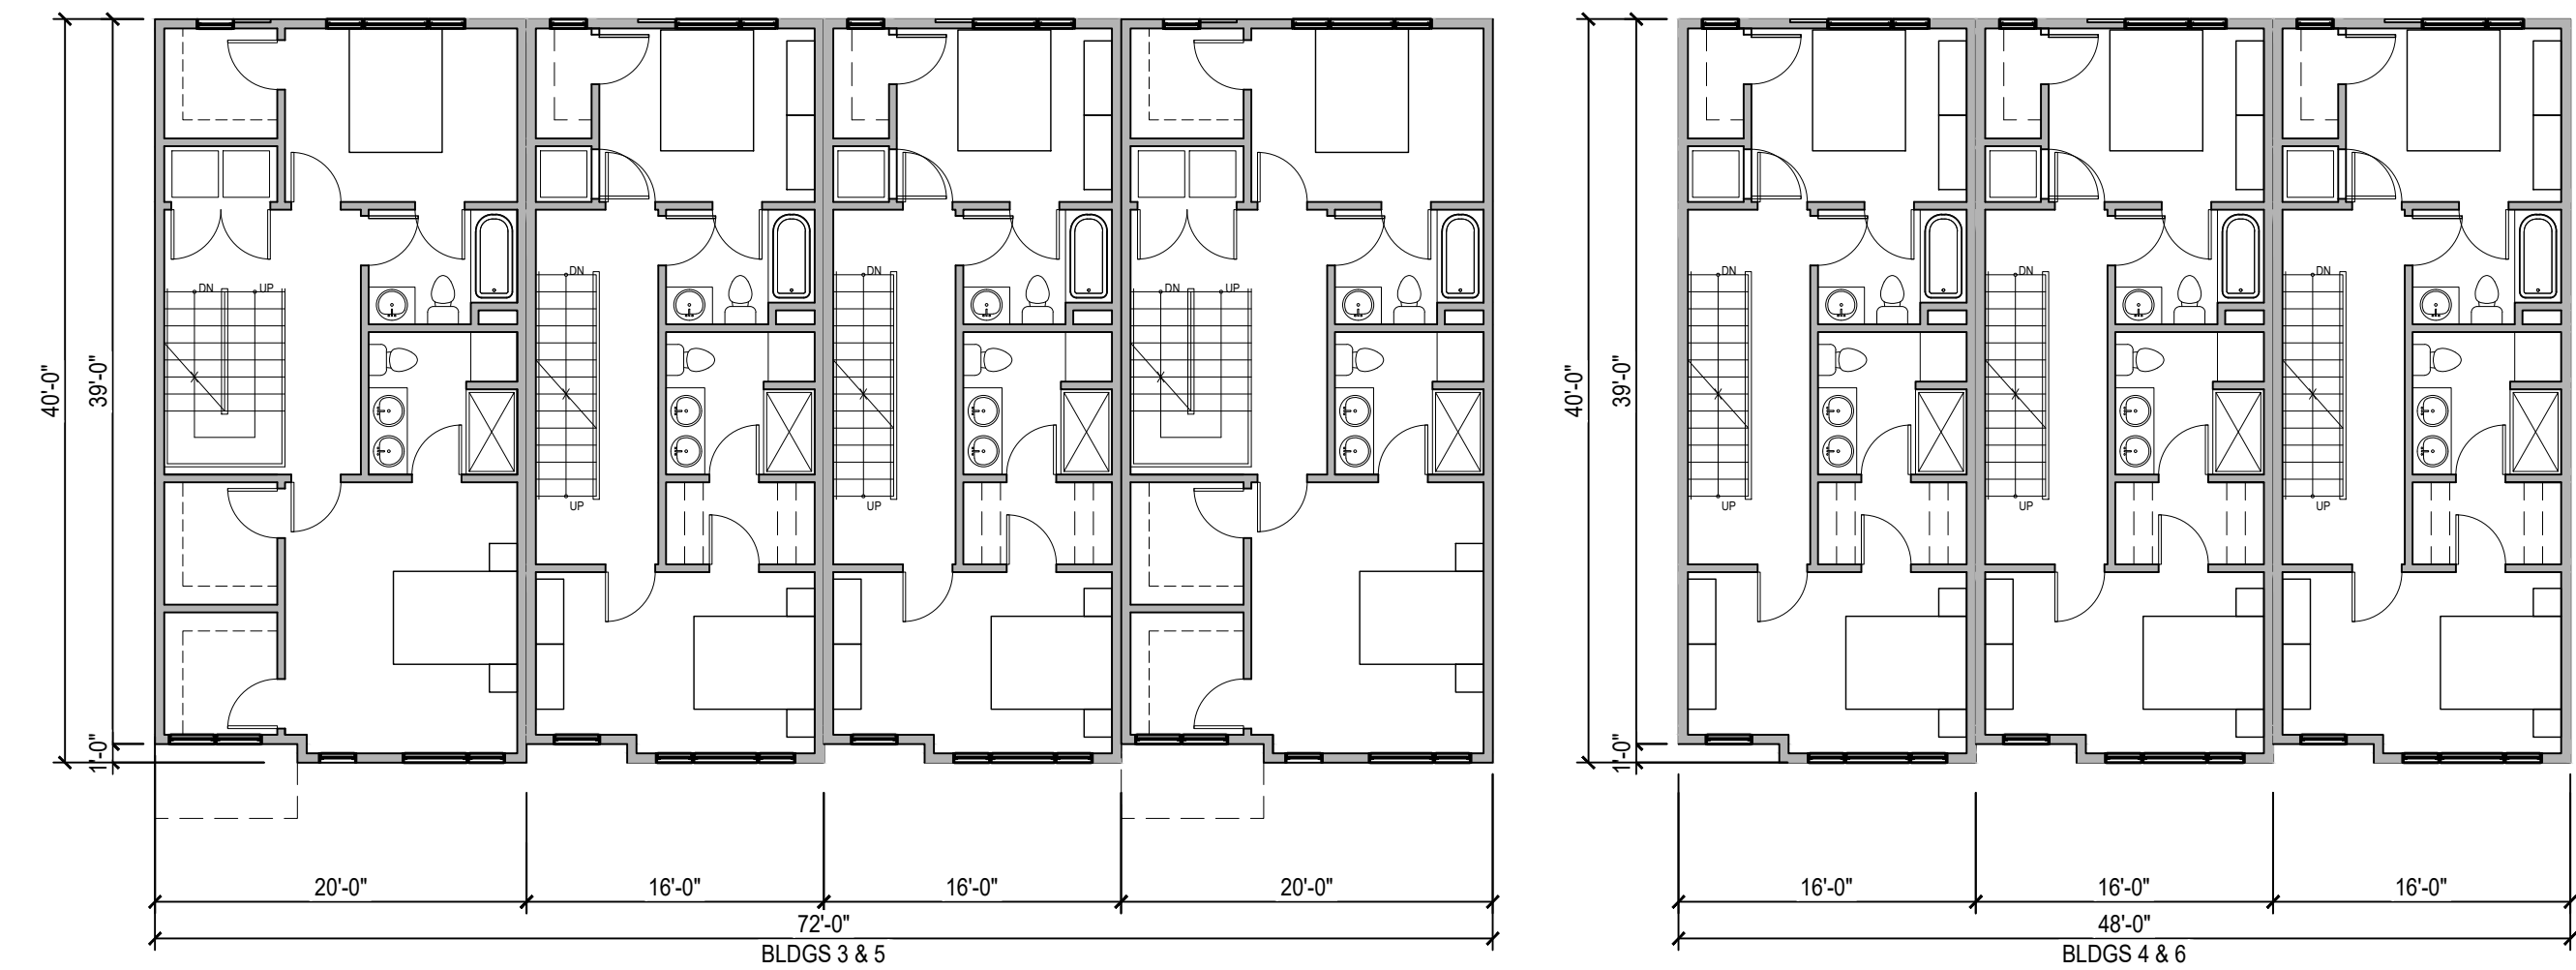 DN UP
DN
DN
DN UP
DN
DN
DN
UP
UP
UP
UP
UP
40'-0"
39'-0"
1'-0"
40'-0"
39'-0"
1'-0"
20'-0" 16'-0" 16'-0" 20'-0"
72'-0"
BLDGS 3 & 5
16'-0" 16'-0" 16'-0"
48'-0"
BLDGS 4 & 6